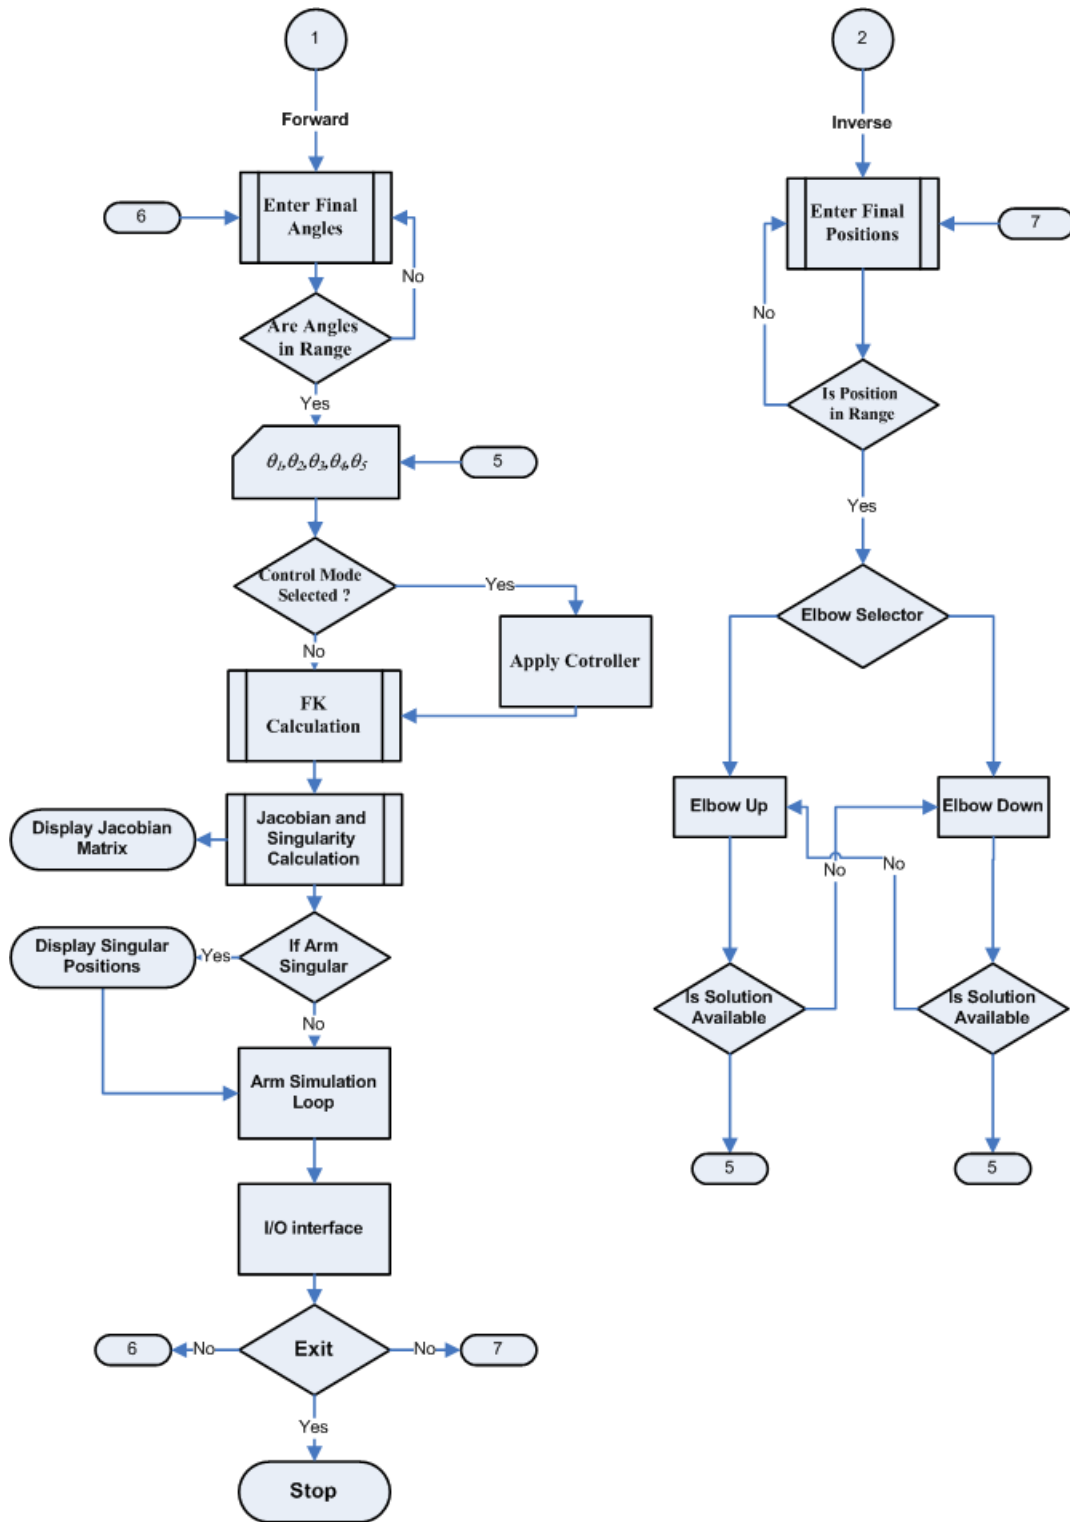 1
Forward
Enter Final
Angles
6
No
Are Angles
in Range
Yes
θ1,θ2,θ3,θ4,θ5
5
Control Mode
Selected ?
Yes
No
Apply Cotroller
FK
Calculation
Jacobian and
Singularity
Calculation
Display Jacobian
Matrix
If Arm
Singular
Yes
Display Singular
Positions
No
Arm Simulation
Loop
I/O interface
Exit
No
6
No
7
Yes
Stop
2
Inverse
Enter Final
Positions
7
No
Is Position
in Range
Yes
Elbow Selector
Elbow Up
Elbow Down
No
No
Is Solution
Available
Is Solution
Available
5
5